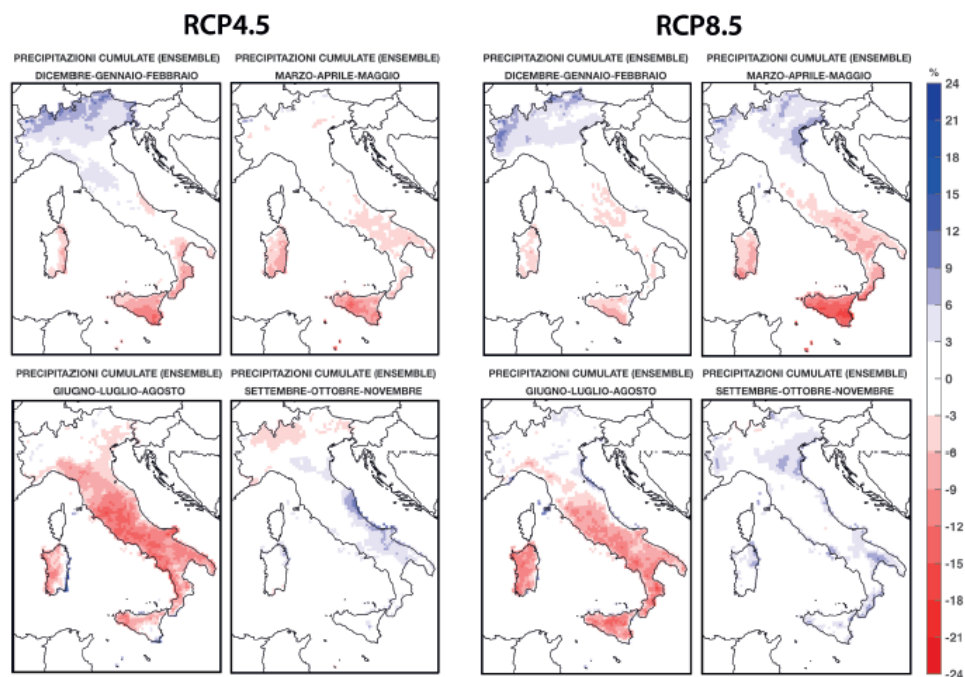 RCP4.5
RCP8.5
PRECIPITAZIONI CUMULATE (ENSEMBLE)
DICEMBRE-GENNAIO-FEBBRAIO
PRECIPITAZIONI CUMULATE (ENSEMBLE)
MARZO-APRILE-MAGGIO
PRECIPITAZIONI CUMULATE (ENSEMBLE)
DICEMBRE-GENNAIO-FEBBRAIO
PRECIPITAZIONI CUMULATE (ENSEMBLE)
MARZO-APRILE-MAGGIO
PRECIPITAZIONI CUMULATE (ENSEMBLE)
GIUGNO-LUGLIO-AGOSTO
PRECIPITAZIONI CUMULATE (ENSEMBLE)
SETTEMBRE-OTTOBRE-NOVEMBRE
PRECIPITAZIONI CUMULATE (ENSEMBLE)
GIUGNO-LUGLIO-AGOSTO
PRECIPITAZIONI CUMULATE (ENSEMBLE)
SETTEMBRE-OTTOBRE-NOVEMBRE
%
24
21
18
15
12
9
6
3
0
-3
-6
-9
-12
-15
-18
-21
-24